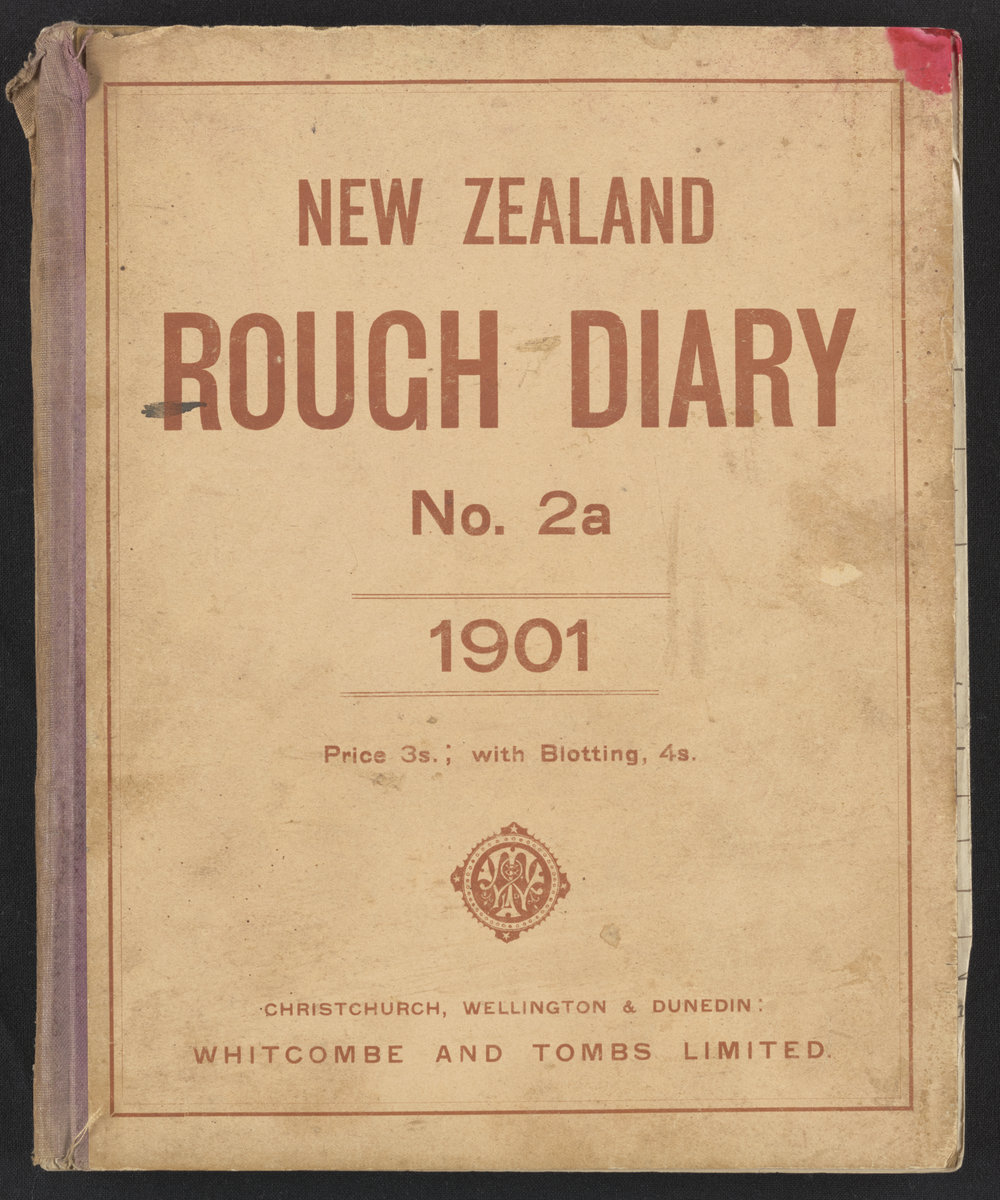 NEW ZEALAND
ROUGH DIARY
No. 2a
1901
Price 3s.; with Blotting, 4s.
CHRISTCHURCH, WELLINGTON & DUNEDIN:
WHITCOMBE AND TOMBS LIMITED.